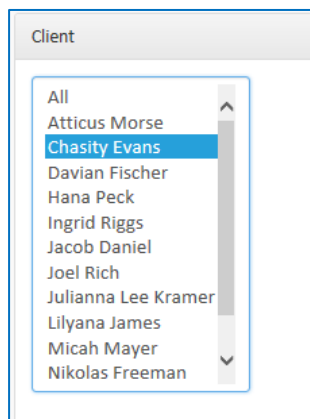 Client
All
Atticus Morse
Chasity Evans
Davian Fischer
Hana Peck
Ingrid Riggs
Jacob Daniel
Joel Rich
Julianna Lee Kramer
Lilyana James
Micah Mayer
Nikolas Freeman